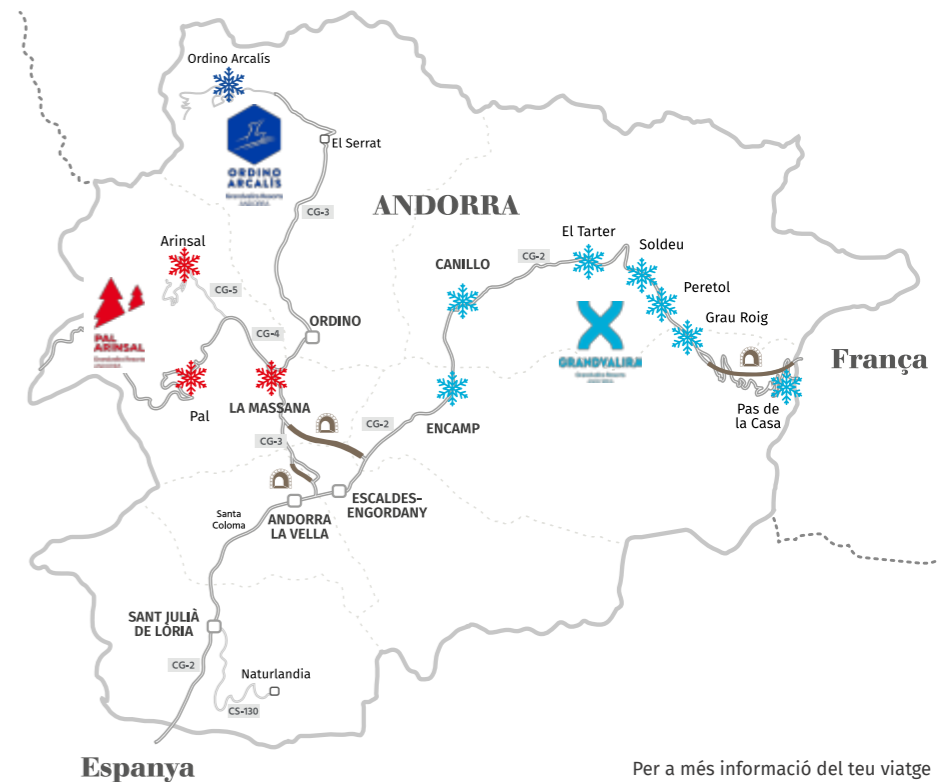 Ordino Arcalís
ORDINO
ARCALÍS
El Serrat
CG-3
ANDORRA
Arinsal
CG-5
El Tarter
CG-2
Soldeu
CANILLO
Peretol
PAL
ARINSAL
Grau Roig
CG-4
ORDINO
GRANDVALIRA
França
Pal
LA MASSANA
Pas de
la Casa
CG-3
CG-2
ENCAMP
ESCALDES-
ENGORDANY
Santa
Coloma
ANDORRA
LA VELLA
SANT JULIÀ
DE LÒRIA
CG-2
Naturlandia
CS-130
Espanya
Per a més informació del teu viatge